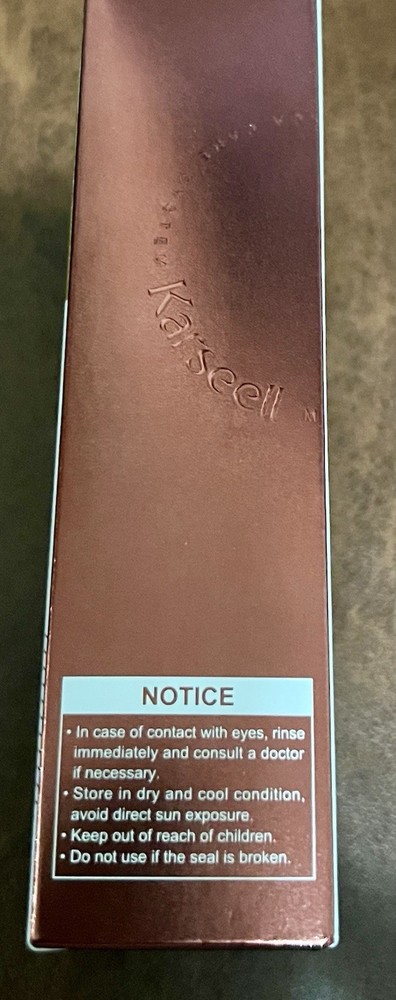 Karseell
M
NOTICE
• In case of contact with eyes, rinse
immediately and consult a doctor
if necessary.
• Store in dry and cool condition,
avoid direct sun exposure.
• Keep out of reach of children.
• Do not use if the seal is broken.